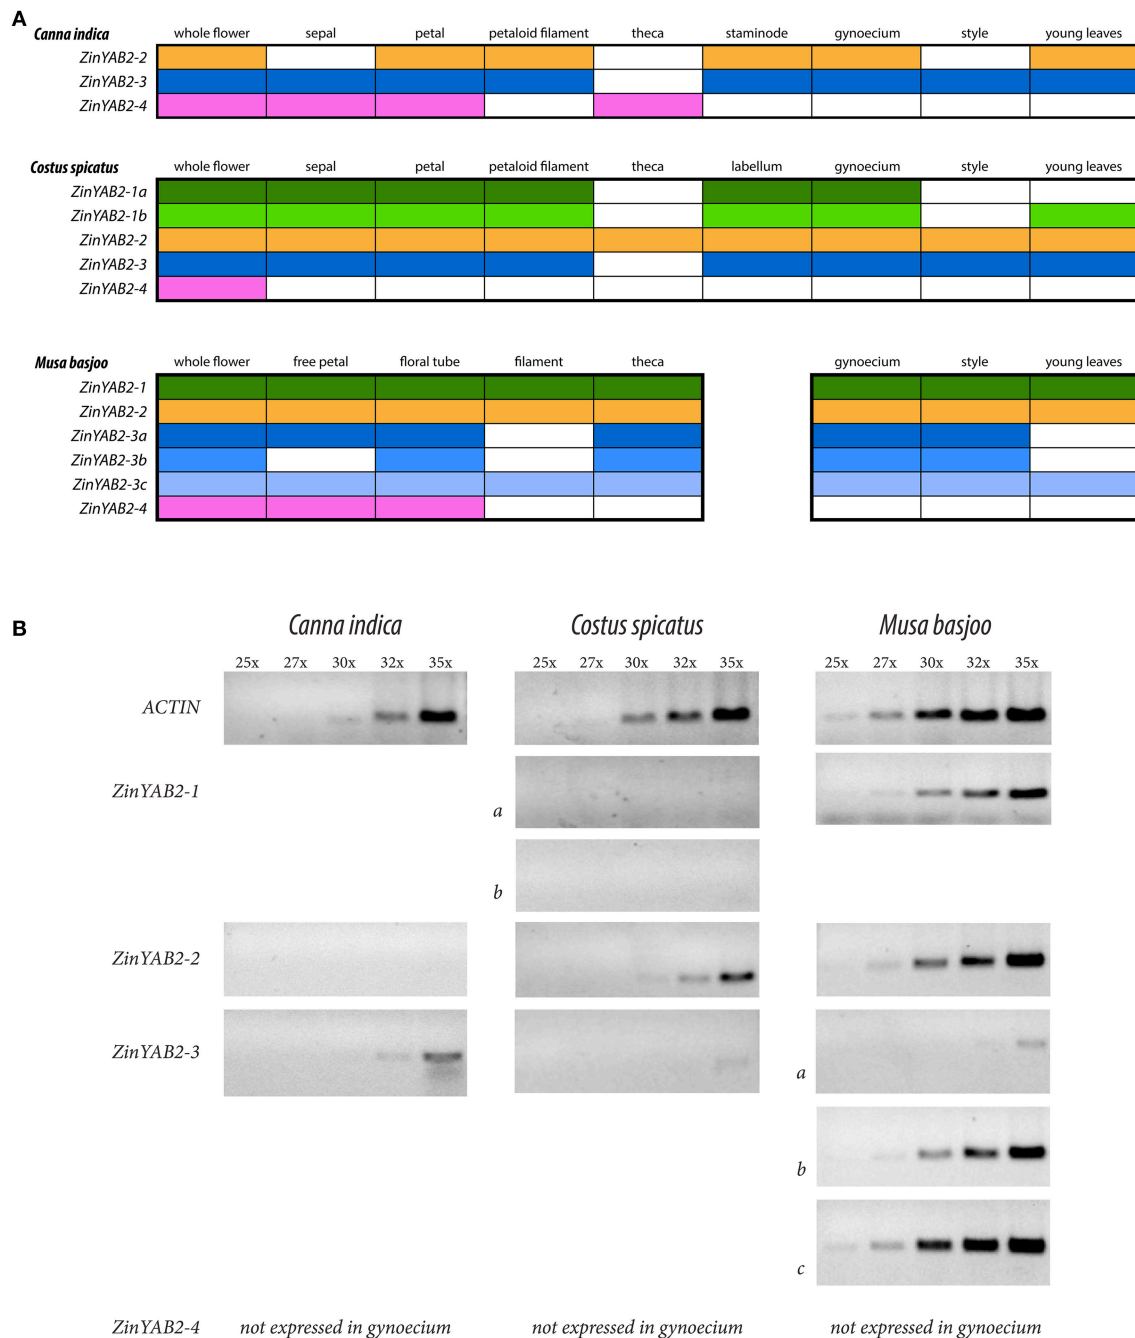 A
Canna indica whole flower sepal petal petaloid filament theca staminode gynoecium style young leaves
ZinYAB2-2
ZinYAB2-3
ZinYAB2-4
Costus spicatus whole flower sepal petal petaloid filament theca labellum gynoecium style young leaves
ZinYAB2-1a
ZinYAB2-1b
ZinYAB2-2
ZinYAB2-3
ZinYAB2-4
Musa basjoo whole flower free petal floral tube filament theca gynoecium style young leaves
ZinYAB2-1
ZinYAB2-2
ZinYAB2-3a
ZinYAB2-3b
ZinYAB2-3c
ZinYAB2-4
B
Canna indica Costus spicatus Musa basjoo
25x 27x 30x 32x 35x 25x 27x 30x 32x 35x 25x 27x 30x 32x 35x
ACTIN
ZinYAB2-1
a
b
ZinYAB2-2
ZinYAB2-3
a
b
c
ZinYAB2-4 not expressed in gynoecium not expressed in gynoecium not expressed in gynoecium